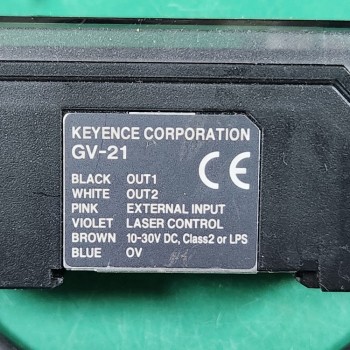 KEYENCE CORPORATION
GV-21
CE
BLACK OUT1
WHITE OUT2
PINK EXTERNAL INPUT
VIOLET LASER CONTROL
BROWN 10-30V DC, Class2 or LPS
BLUE 0V